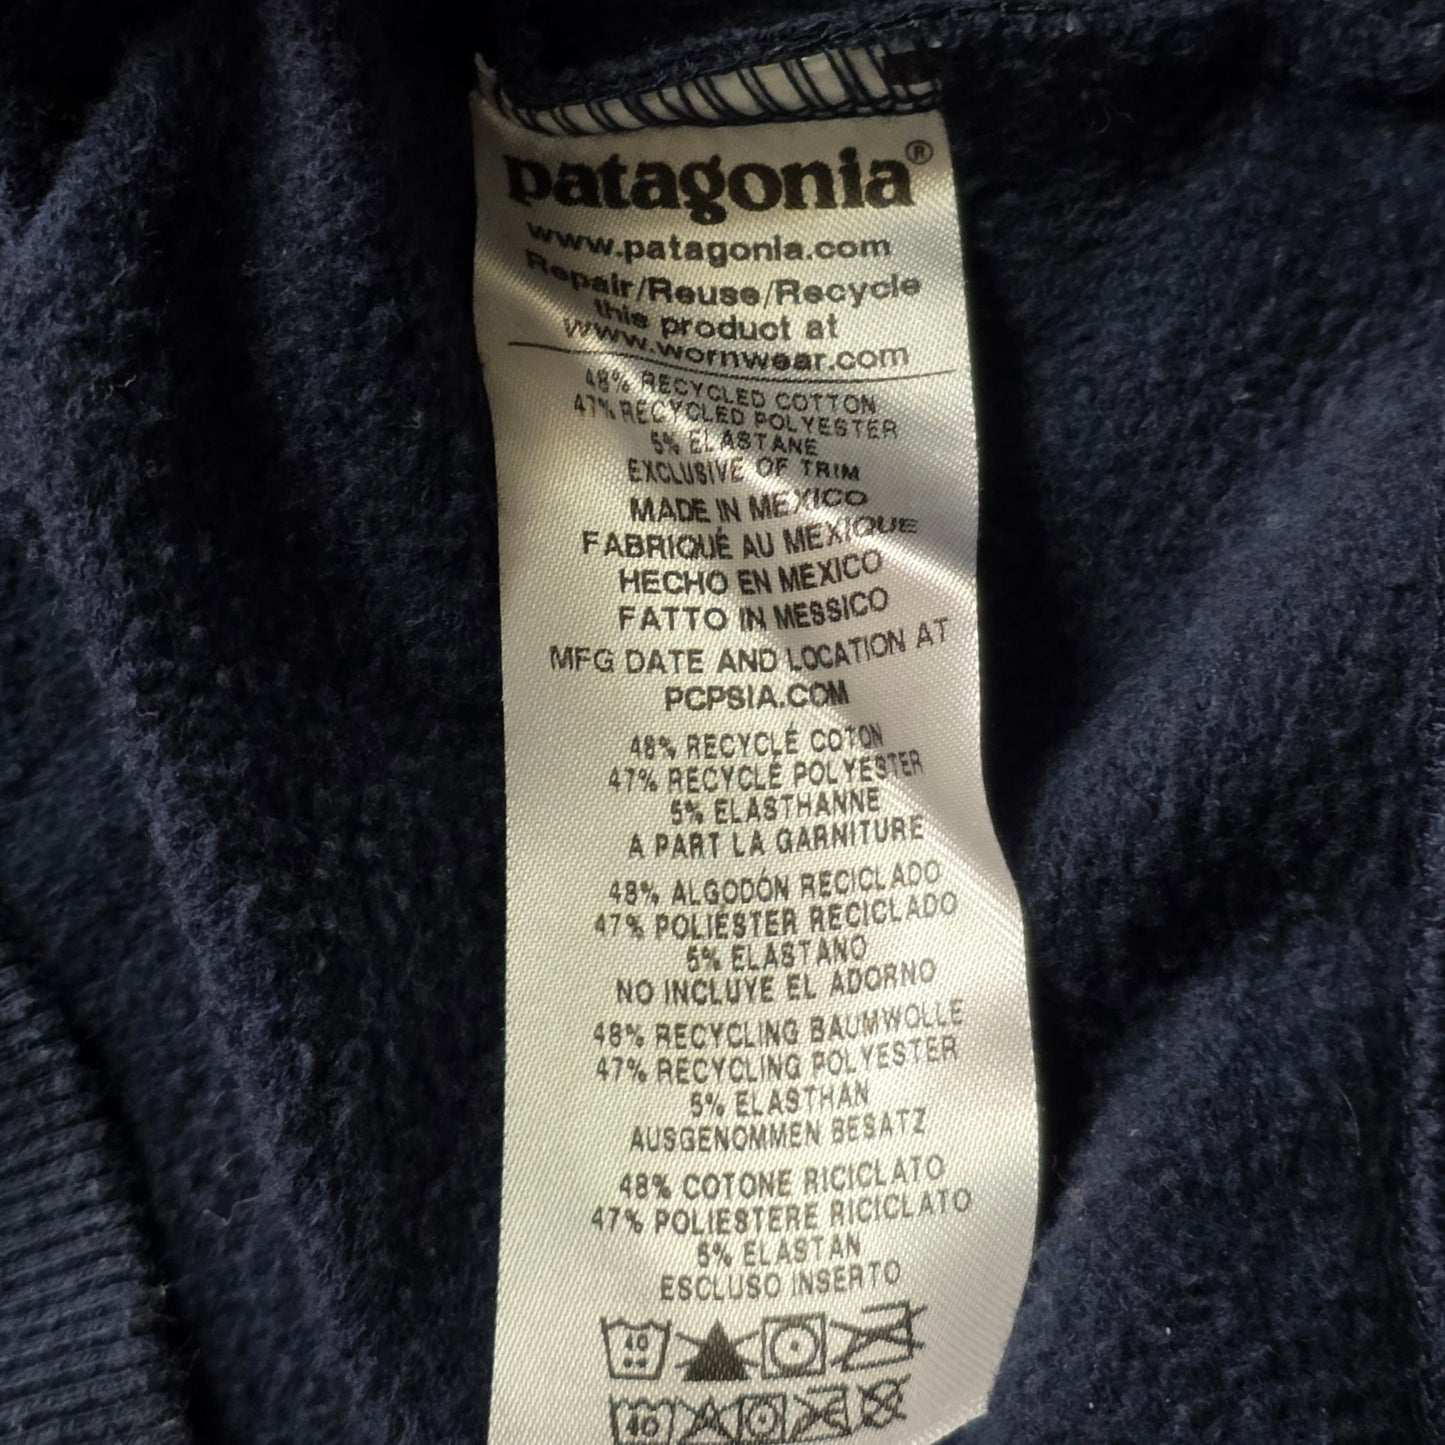 patagonia®
www.patagonia.com
Repair/Reuse/Recycle
this product at
www.wornwear.com
48% RECYCLED COTTON
47% RECYCLED POLYESTER
5% ELASTANE
EXCLUSIVE OF TRIM
MADE IN MEXICO
FABRIQUÉ AU MEXIQUE
HECHO EN MEXICO
FATTO IN MESSICO
MFG DATE AND LOCATION AT
PCPSIA.COM
48% RECYCLÉ COTON
47% RECYCLÉ POLYESTER
5% ELASTHANNE
A PART LA GARNITURE
48% ALGODÓN RECICLADO
47% POLIÉSTER RECICLADO
5% ELASTANO
NO INCLUYE EL ADORNO
48% RECYCLING BAUMWOLLE
47% RECYCLING POLYESTER
5% ELASTHAN
AUSGENOMMEN BESATZ
48% COTONE RICICLATO
47% POLIESTERE RICICLATO
5% ELASTAN
ESCLUSO INSERTO
40
40